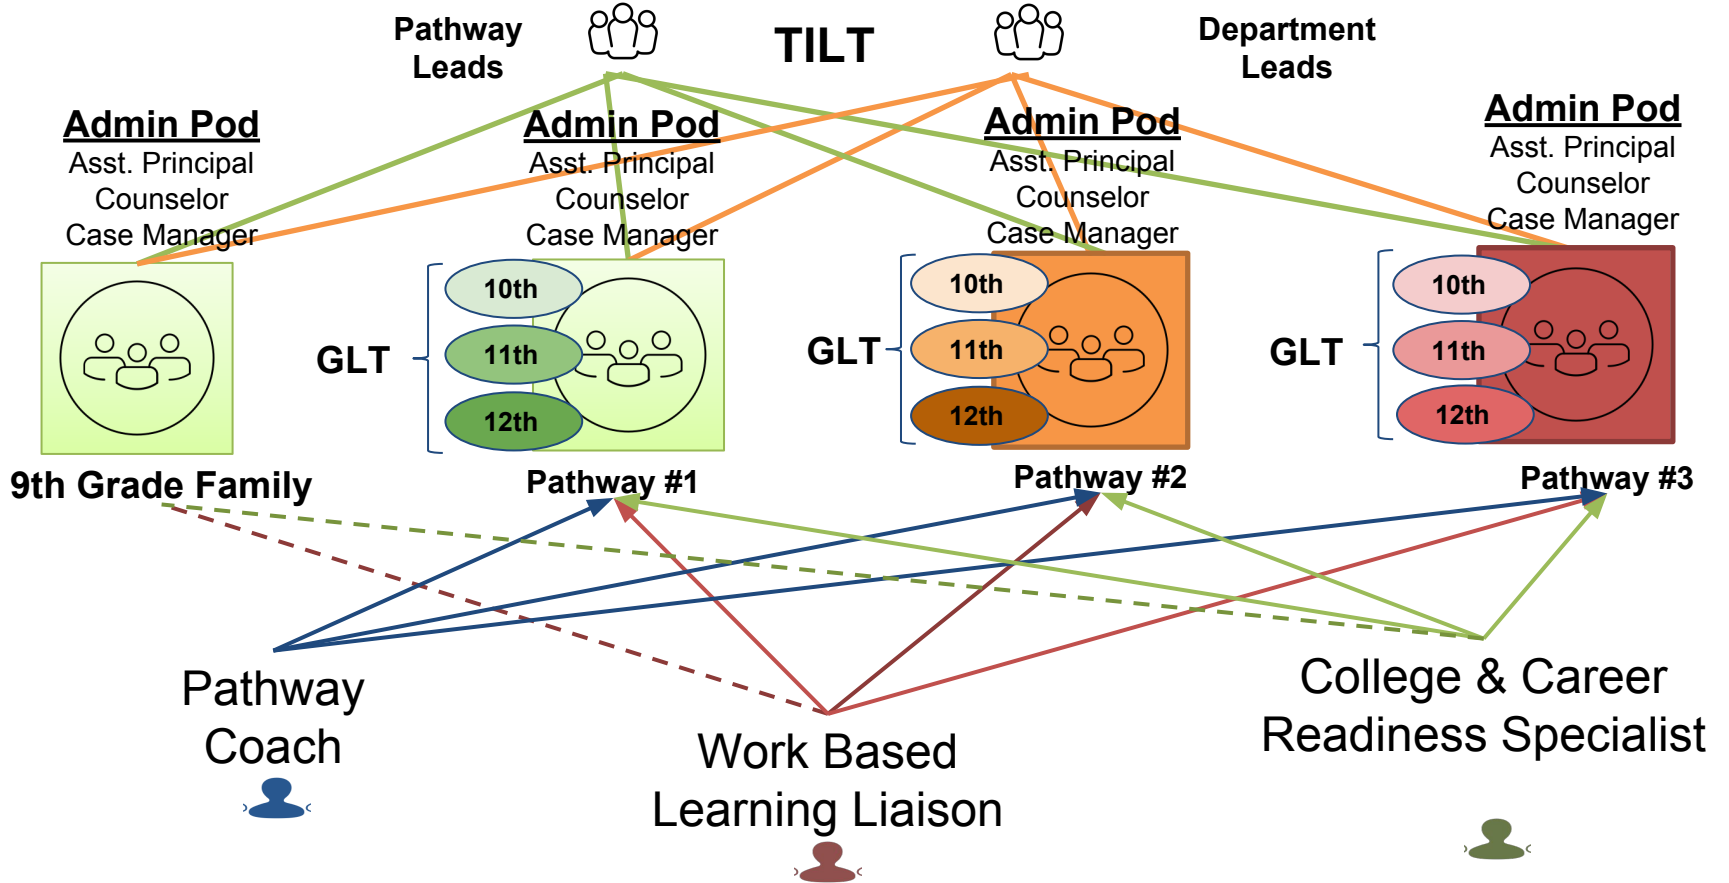 Pathway
Leads
TILT
Department
Leads
Admin Pod
Asst. Principal
Counselor
Case Manager
Admin Pod
Asst. Principal
Counselor
Case Manager
Admin Pod
Asst. Principal
Counselor
Case Manager
Admin Pod
Asst. Principal
Counselor
Case Manager
GLT
10th
11th
12th
GLT
10th
11th
12th
GLT
10th
11th
12th
9th Grade Family
Pathway #1
Pathway #2
Pathway #3
Pathway
Coach
Work Based
Learning Liaison
College & Career
Readiness Specialist